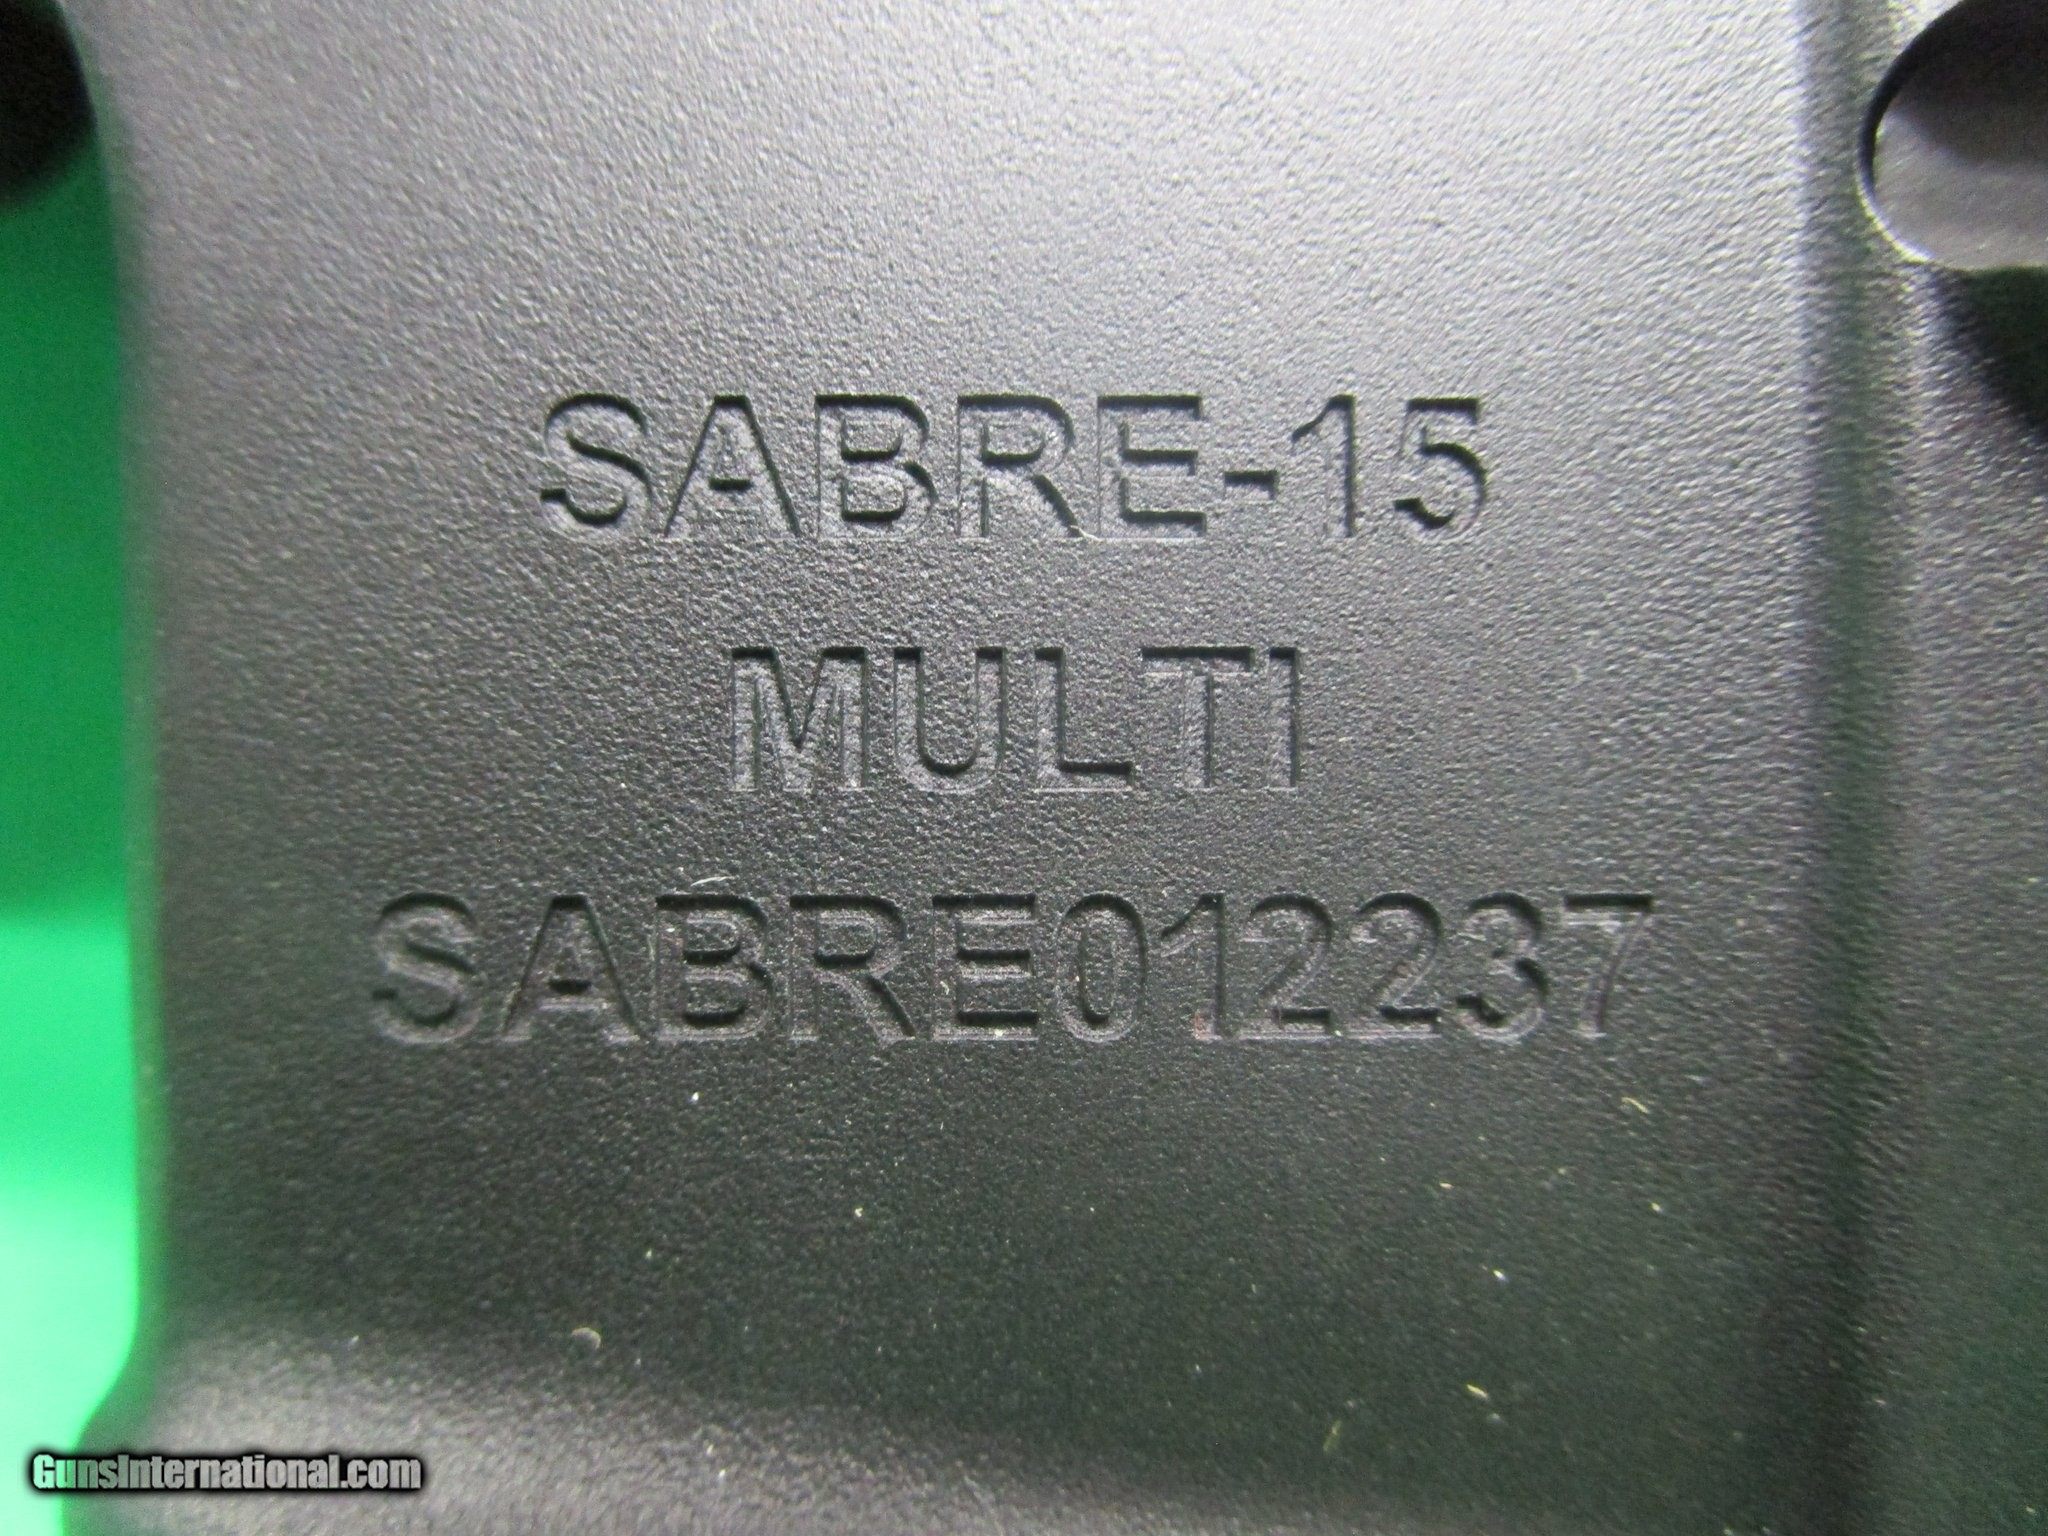 SABRE-15
MULTI
SABRE012237
GunsInternational.com